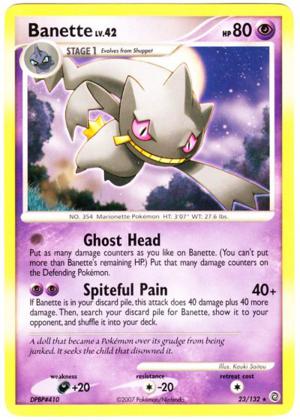 Banette LV.42 HP 80
STAGE 1 Evolves from Shuppet
NO. 354 Marionette Pokémon HT: 3'07" WT: 27.6 lbs.
Ghost Head
Put as many damage counters as you like on Banette. (You can't put
more than Banette's remaining HP.) Put that many damage counters
on the Defending Pokémon.
Spiteful Pain 40+
If Banette is in your discard pile, this attack does 40 damage plus 40 more
damage. Then, search your discard pile for Banette, show it to your
opponent, and shuffle it into your deck.
A doll that became a Pokémon over its grudge from being
junked. It seeks the child that disowned it.
Illus. Kouki Saitou
weakness resistance retreat cost
+20 -20
DPBP#410 ©2007 Pokémon/Nintendo 23/132 ★